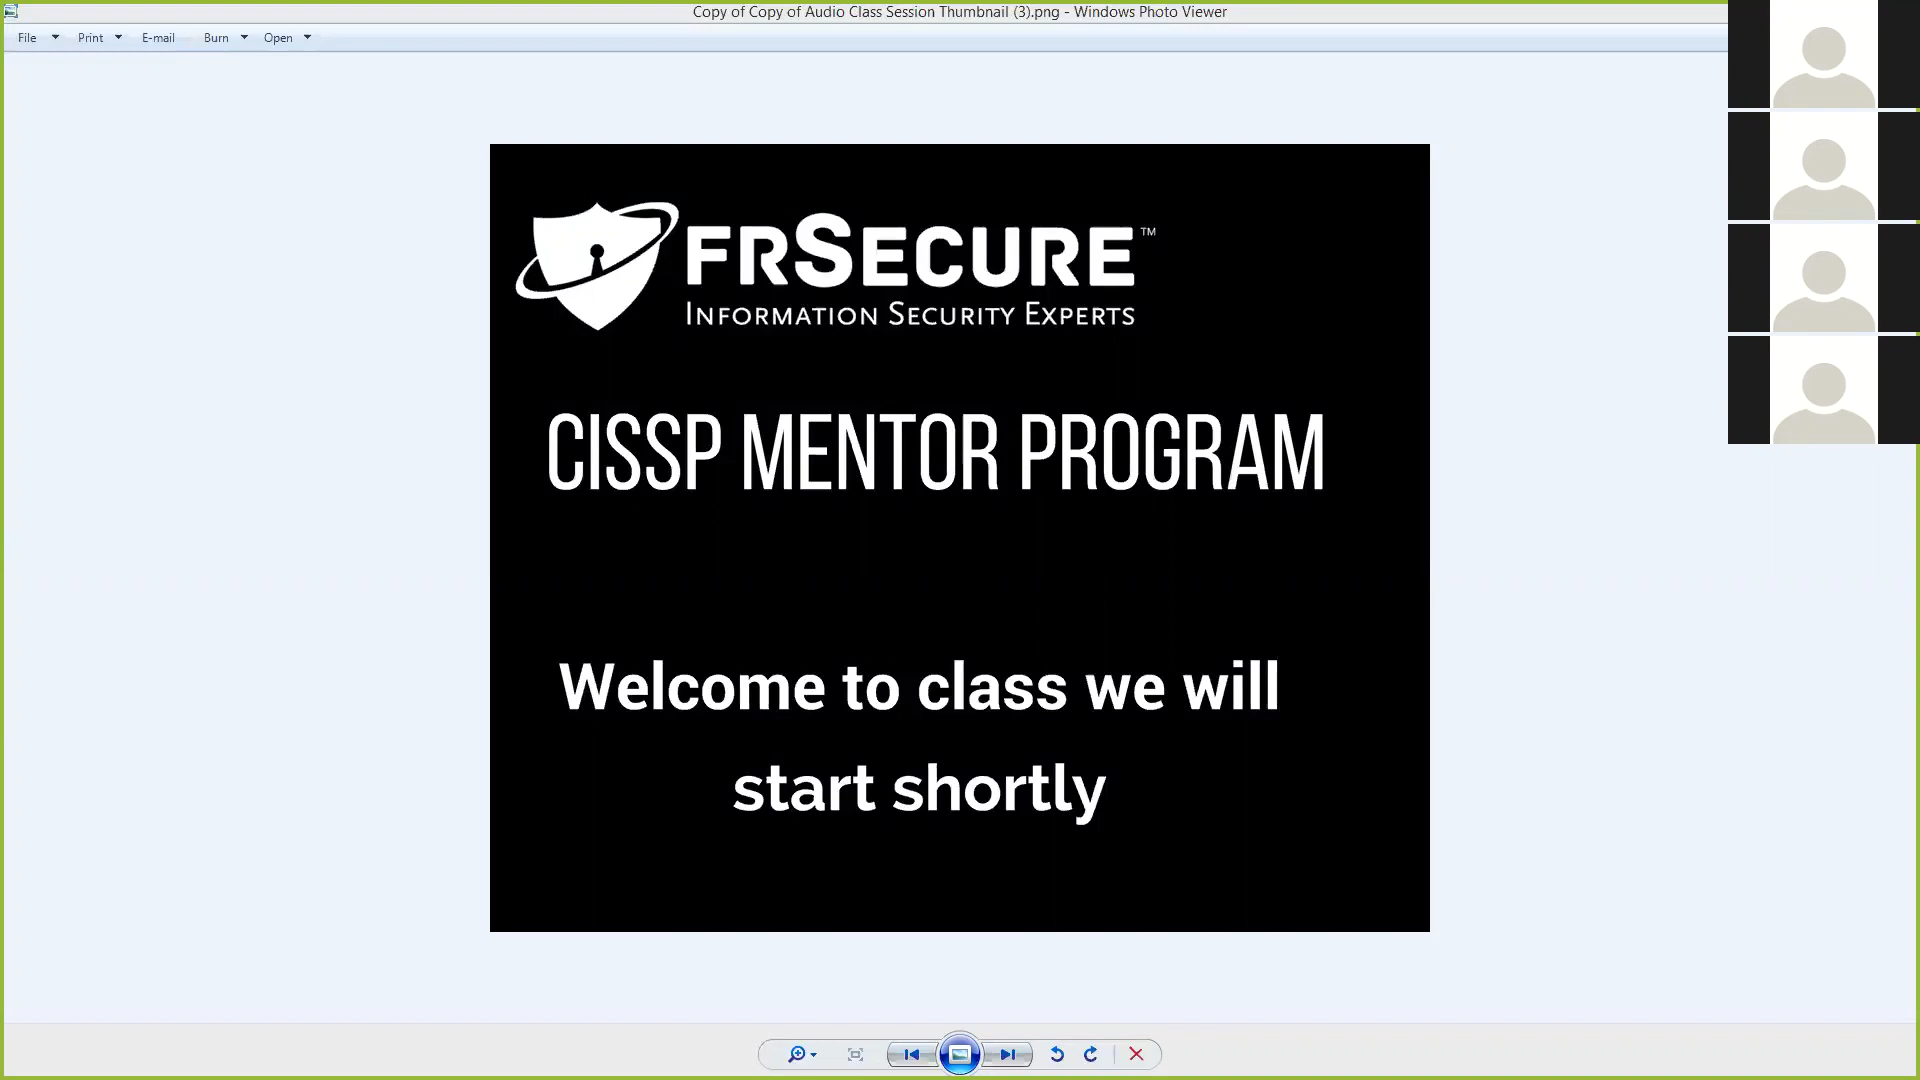 Copy of Copy of Audio Class Session Thumbnail (3).png - Windows Photo Viewer
File Print E-mail Burn Open
FRSECURE™
INFORMATION SECURITY EXPERTS
CISSP MENTOR PROGRAM
Welcome to class we will
start shortly